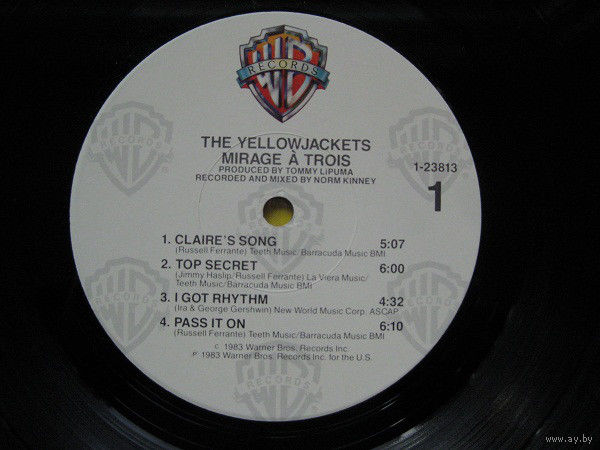 WB
RECORDS
THE YELLOWJACKETS
MIRAGE À TROIS
PRODUCED BY TOMMY LiPUMA
RECORDED AND MIXED BY NORM KINNEY
1-23813
1
1. CLAIRE'S SONG 5:07
(Russell Ferrante) Teeth Music/Barracuda Music BMI
2. TOP SECRET 6:00
(Jimmy Haslip/Russell Ferrante) La Viera Music/
Teeth Music/Barracuda Music BMI
3. I GOT RHYTHM 4:32
(Ira & George Gershwin) New World Music Corp. ASCAP
4. PASS IT ON 6:10
(Russell Ferrante) Teeth Music/Barracuda Music BMI
© 1983 Warner Bros. Records Inc.
℗ 1983 Warner Bros. Records Inc. for the U.S.
www.ay.by